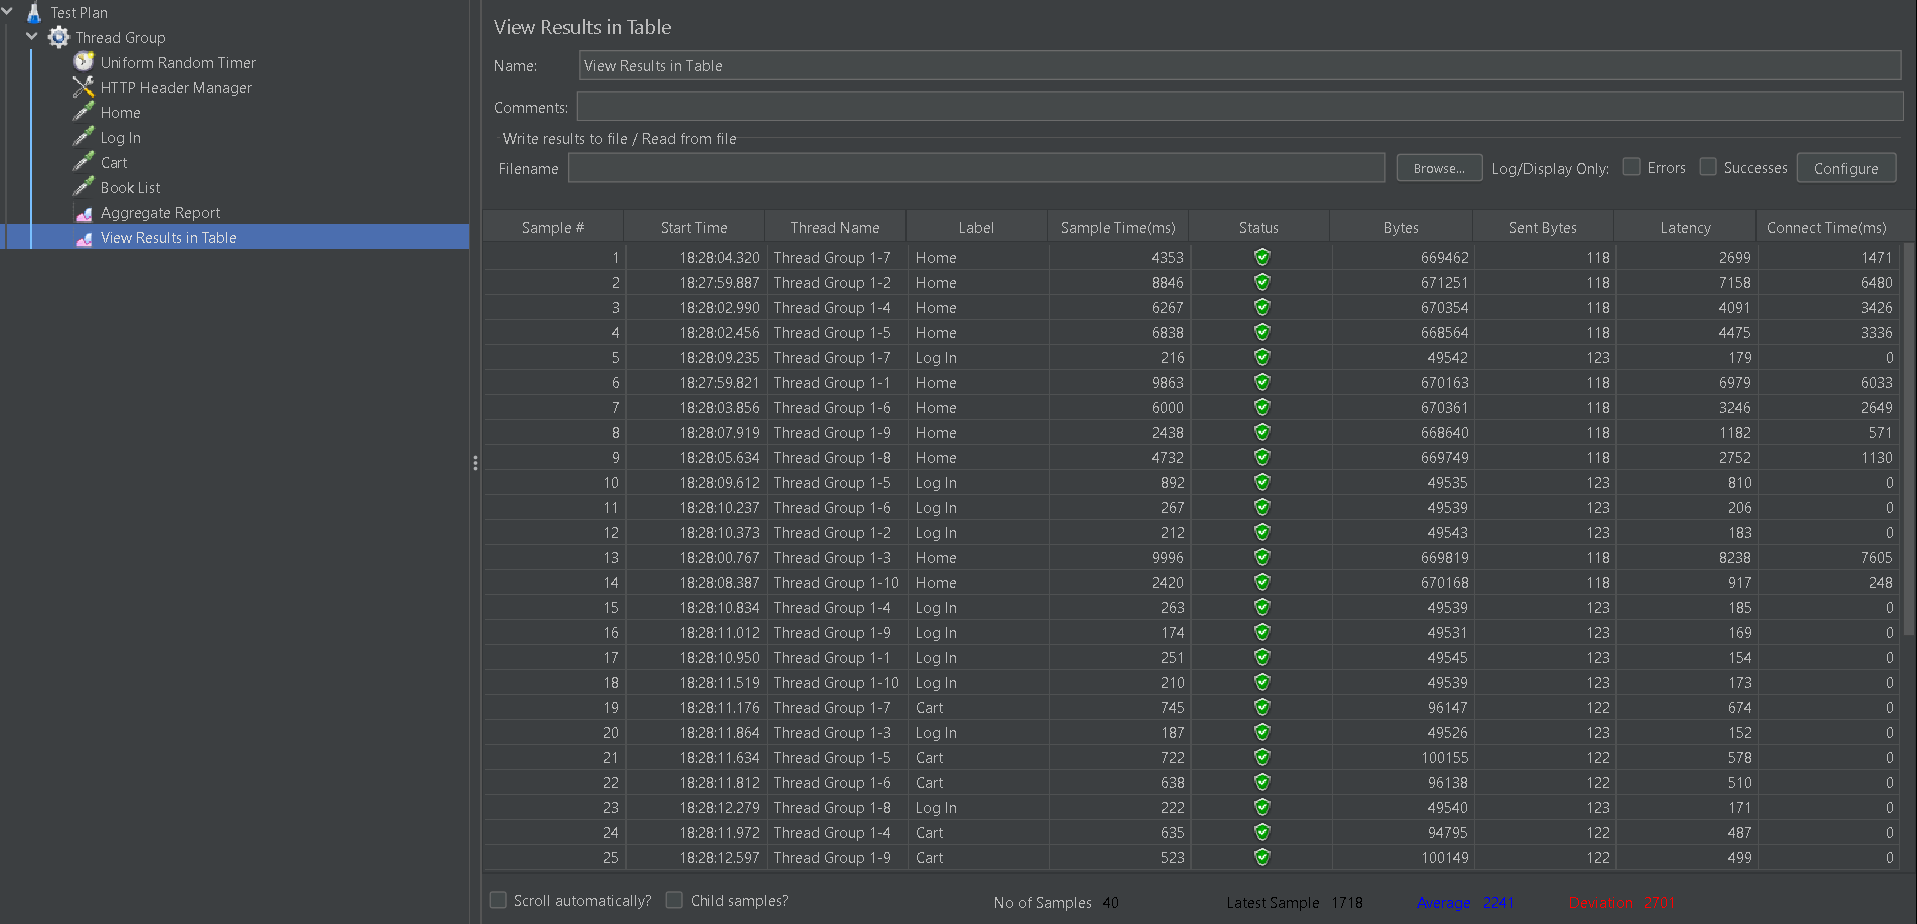 Test Plan
Thread Group
Uniform Random Timer
HTTP Header Manager
Home
Log In
Cart
Book List
Aggregate Report
View Results in Table
View Results in Table
Name: View Results in Table
Comments:
Write results to file / Read from file
Filename Browse... Log/Display Only: Errors Successes Configure
Sample # Start Time Thread Name Label Sample Time(ms) Status Bytes Sent Bytes Latency Connect Time(ms)
1 18:28:04.320 Thread Group 1-7 Home 4353 669462 118 2699 1471
2 18:27:59.887 Thread Group 1-2 Home 8846 671251 118 7158 6480
3 18:28:02.990 Thread Group 1-4 Home 6267 670354 118 4091 3426
4 18:28:02.456 Thread Group 1-5 Home 6838 668564 118 4475 3336
5 18:28:09.235 Thread Group 1-7 Log In 216 49542 123 179 0
6 18:27:59.821 Thread Group 1-1 Home 9863 670163 118 6979 6033
7 18:28:03.856 Thread Group 1-6 Home 6000 670361 118 3246 2649
8 18:28:07.919 Thread Group 1-9 Home 2438 668640 118 1182 571
9 18:28:05.634 Thread Group 1-8 Home 4732 669749 118 2752 1130
10 18:28:09.612 Thread Group 1-5 Log In 892 49535 123 810 0
11 18:28:10.237 Thread Group 1-6 Log In 267 49539 123 206 0
12 18:28:10.373 Thread Group 1-2 Log In 212 49543 123 183 0
13 18:28:00.767 Thread Group 1-3 Home 9996 669819 118 8238 7605
14 18:28:08.387 Thread Group 1-10 Home 2420 670168 118 917 248
15 18:28:10.834 Thread Group 1-4 Log In 263 49539 123 185 0
16 18:28:11.012 Thread Group 1-9 Log In 174 49531 123 169 0
17 18:28:10.950 Thread Group 1-1 Log In 251 49545 123 154 0
18 18:28:11.519 Thread Group 1-10 Log In 210 49539 123 173 0
19 18:28:11.176 Thread Group 1-7 Cart 745 96147 122 674 0
20 18:28:11.864 Thread Group 1-3 Log In 187 49526 123 152 0
21 18:28:11.634 Thread Group 1-5 Cart 722 100155 122 578 0
22 18:28:11.812 Thread Group 1-6 Cart 638 96138 122 510 0
23 18:28:12.279 Thread Group 1-8 Log In 222 49540 123 171 0
24 18:28:11.972 Thread Group 1-4 Cart 635 94795 122 487 0
25 18:28:12.597 Thread Group 1-9 Cart 523 100149 122 499 0
Scroll automatically? Child samples? No of Samples 40 Latest Sample 1718 Average 2241 Deviation 2701